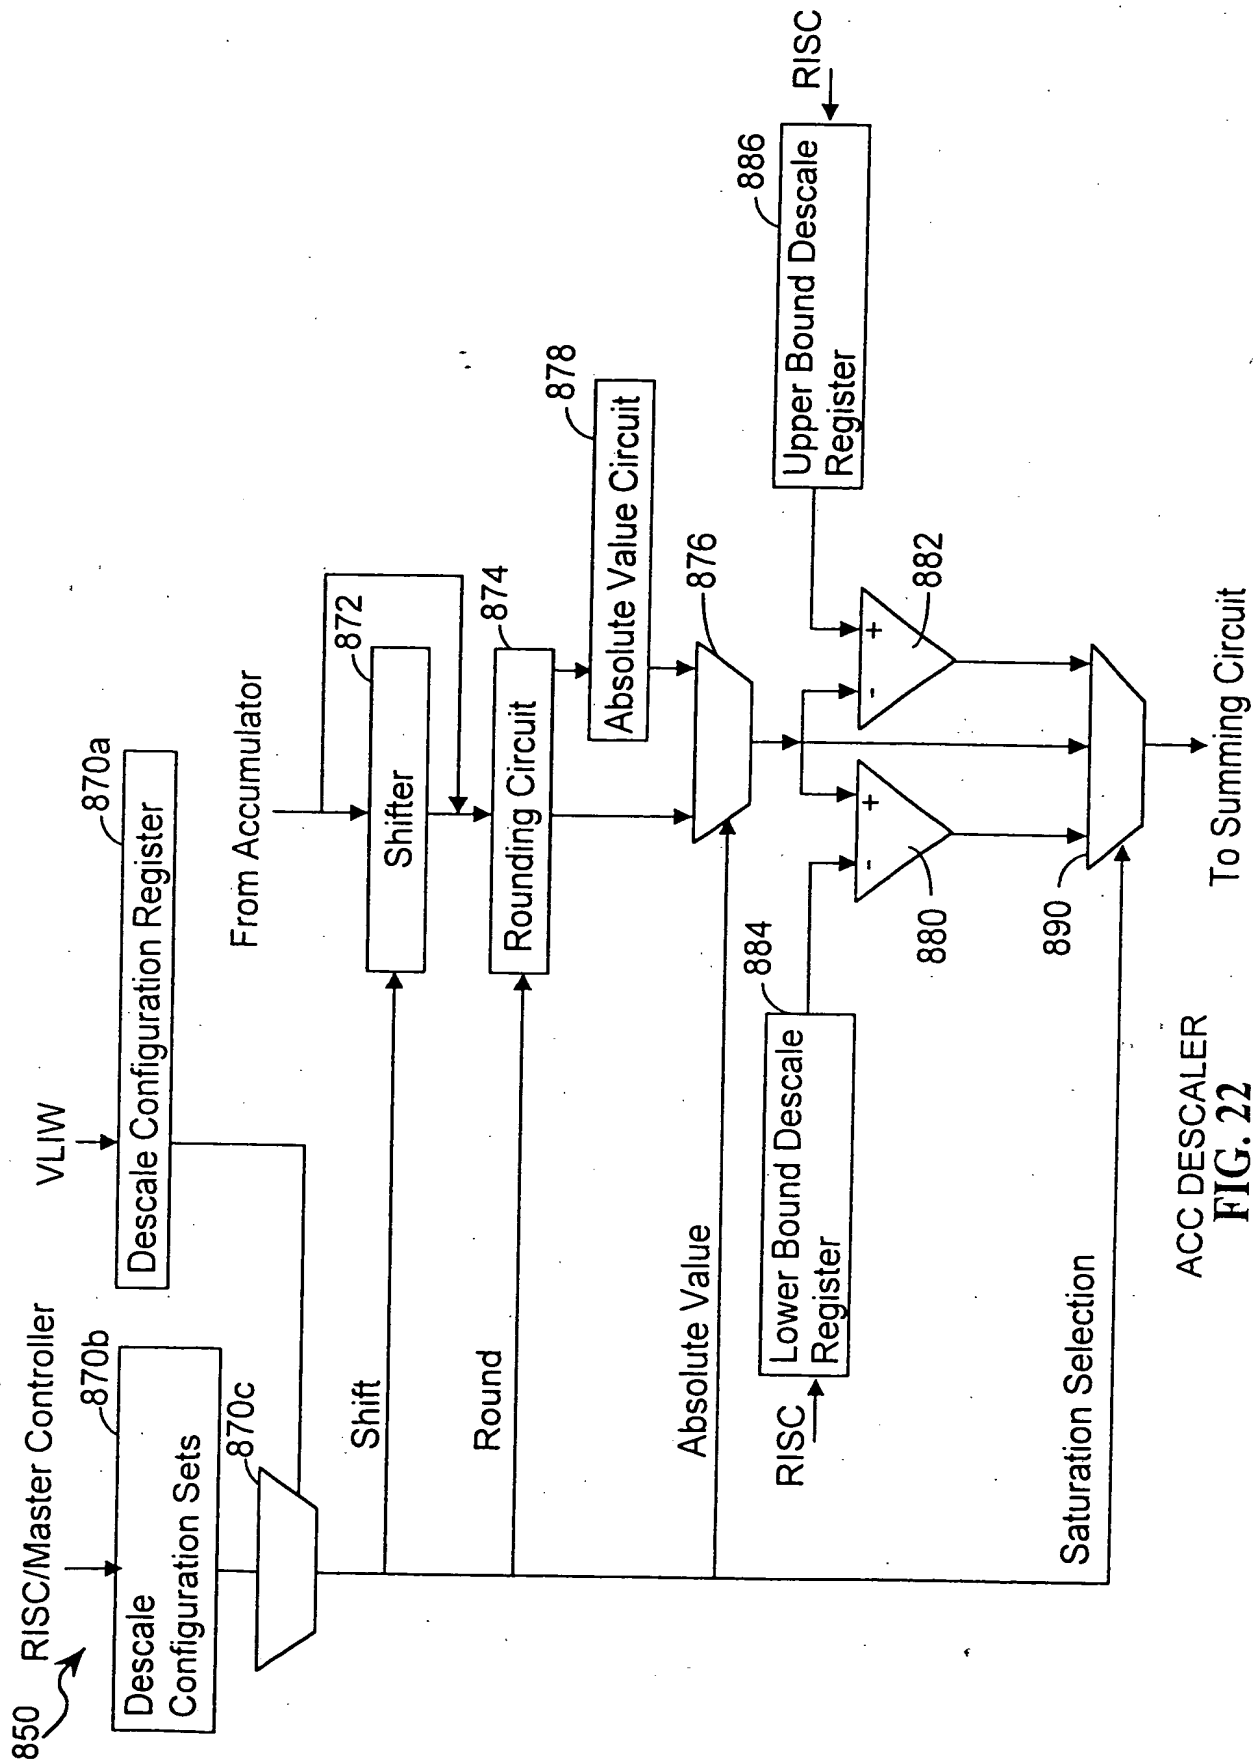 850
RISC/Master Controller
870b
Descale
Configuration Sets
870c
VLIW
870a
Descale Configuration Register
From Accumulator
Shift
872
Shifter
Round
874
Rounding Circuit
878
Absolute Value Circuit
Absolute Value
876
RISC
884
Lower Bound Descale
Register
886
Upper Bound Descale
Register
RISC
-
+
880
-
+
882
Saturation Selection
890
To Summing Circuit
ACC DESCALER
FIG. 22